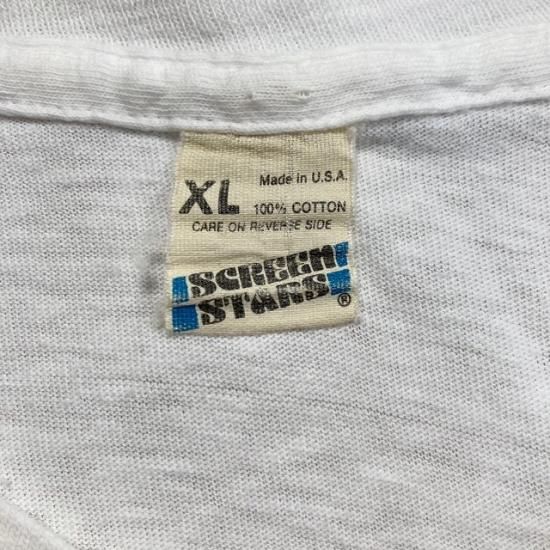 XL Made in U.S.A.
100% COTTON
CARE ON REVERSE SIDE
SCREEN
STARS®